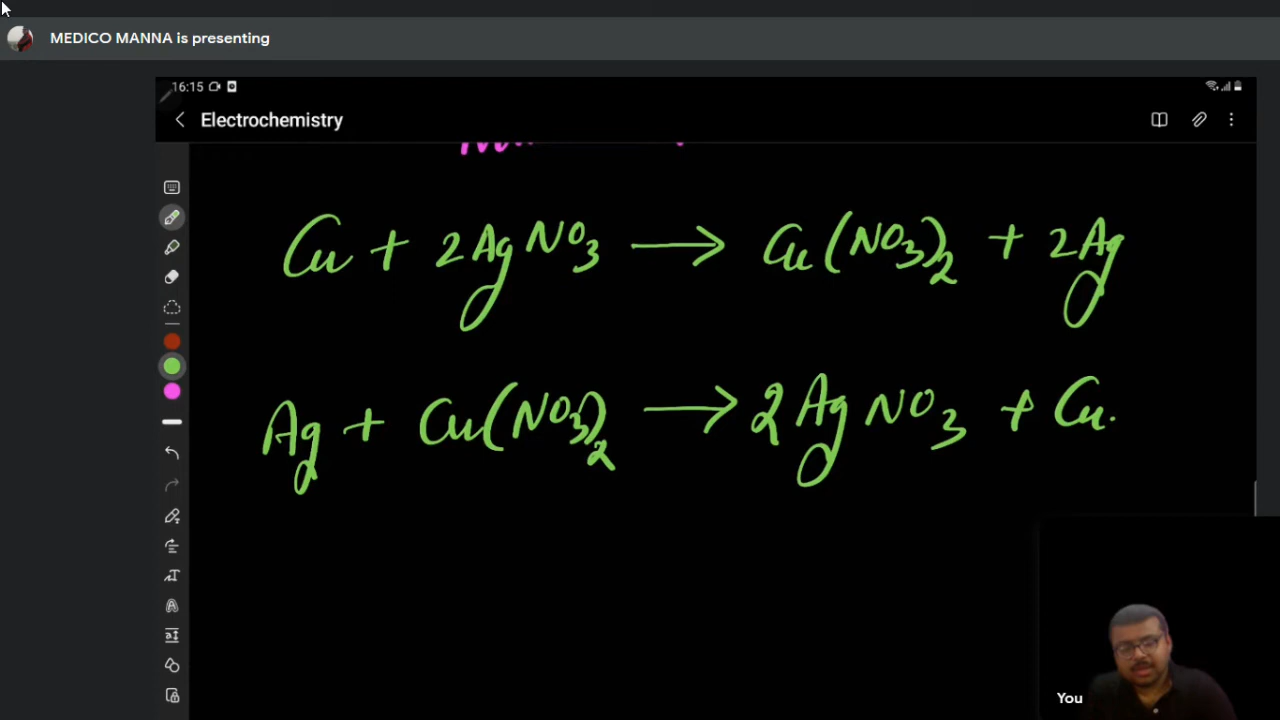 MEDICO MANNA is presenting
16:15
Electrochemistry
Cu + 2AgNO3 → Cu(NO3)2 + 2Ag
Ag + Cu(NO3)2 → 2AgNO3 + Cu.
You